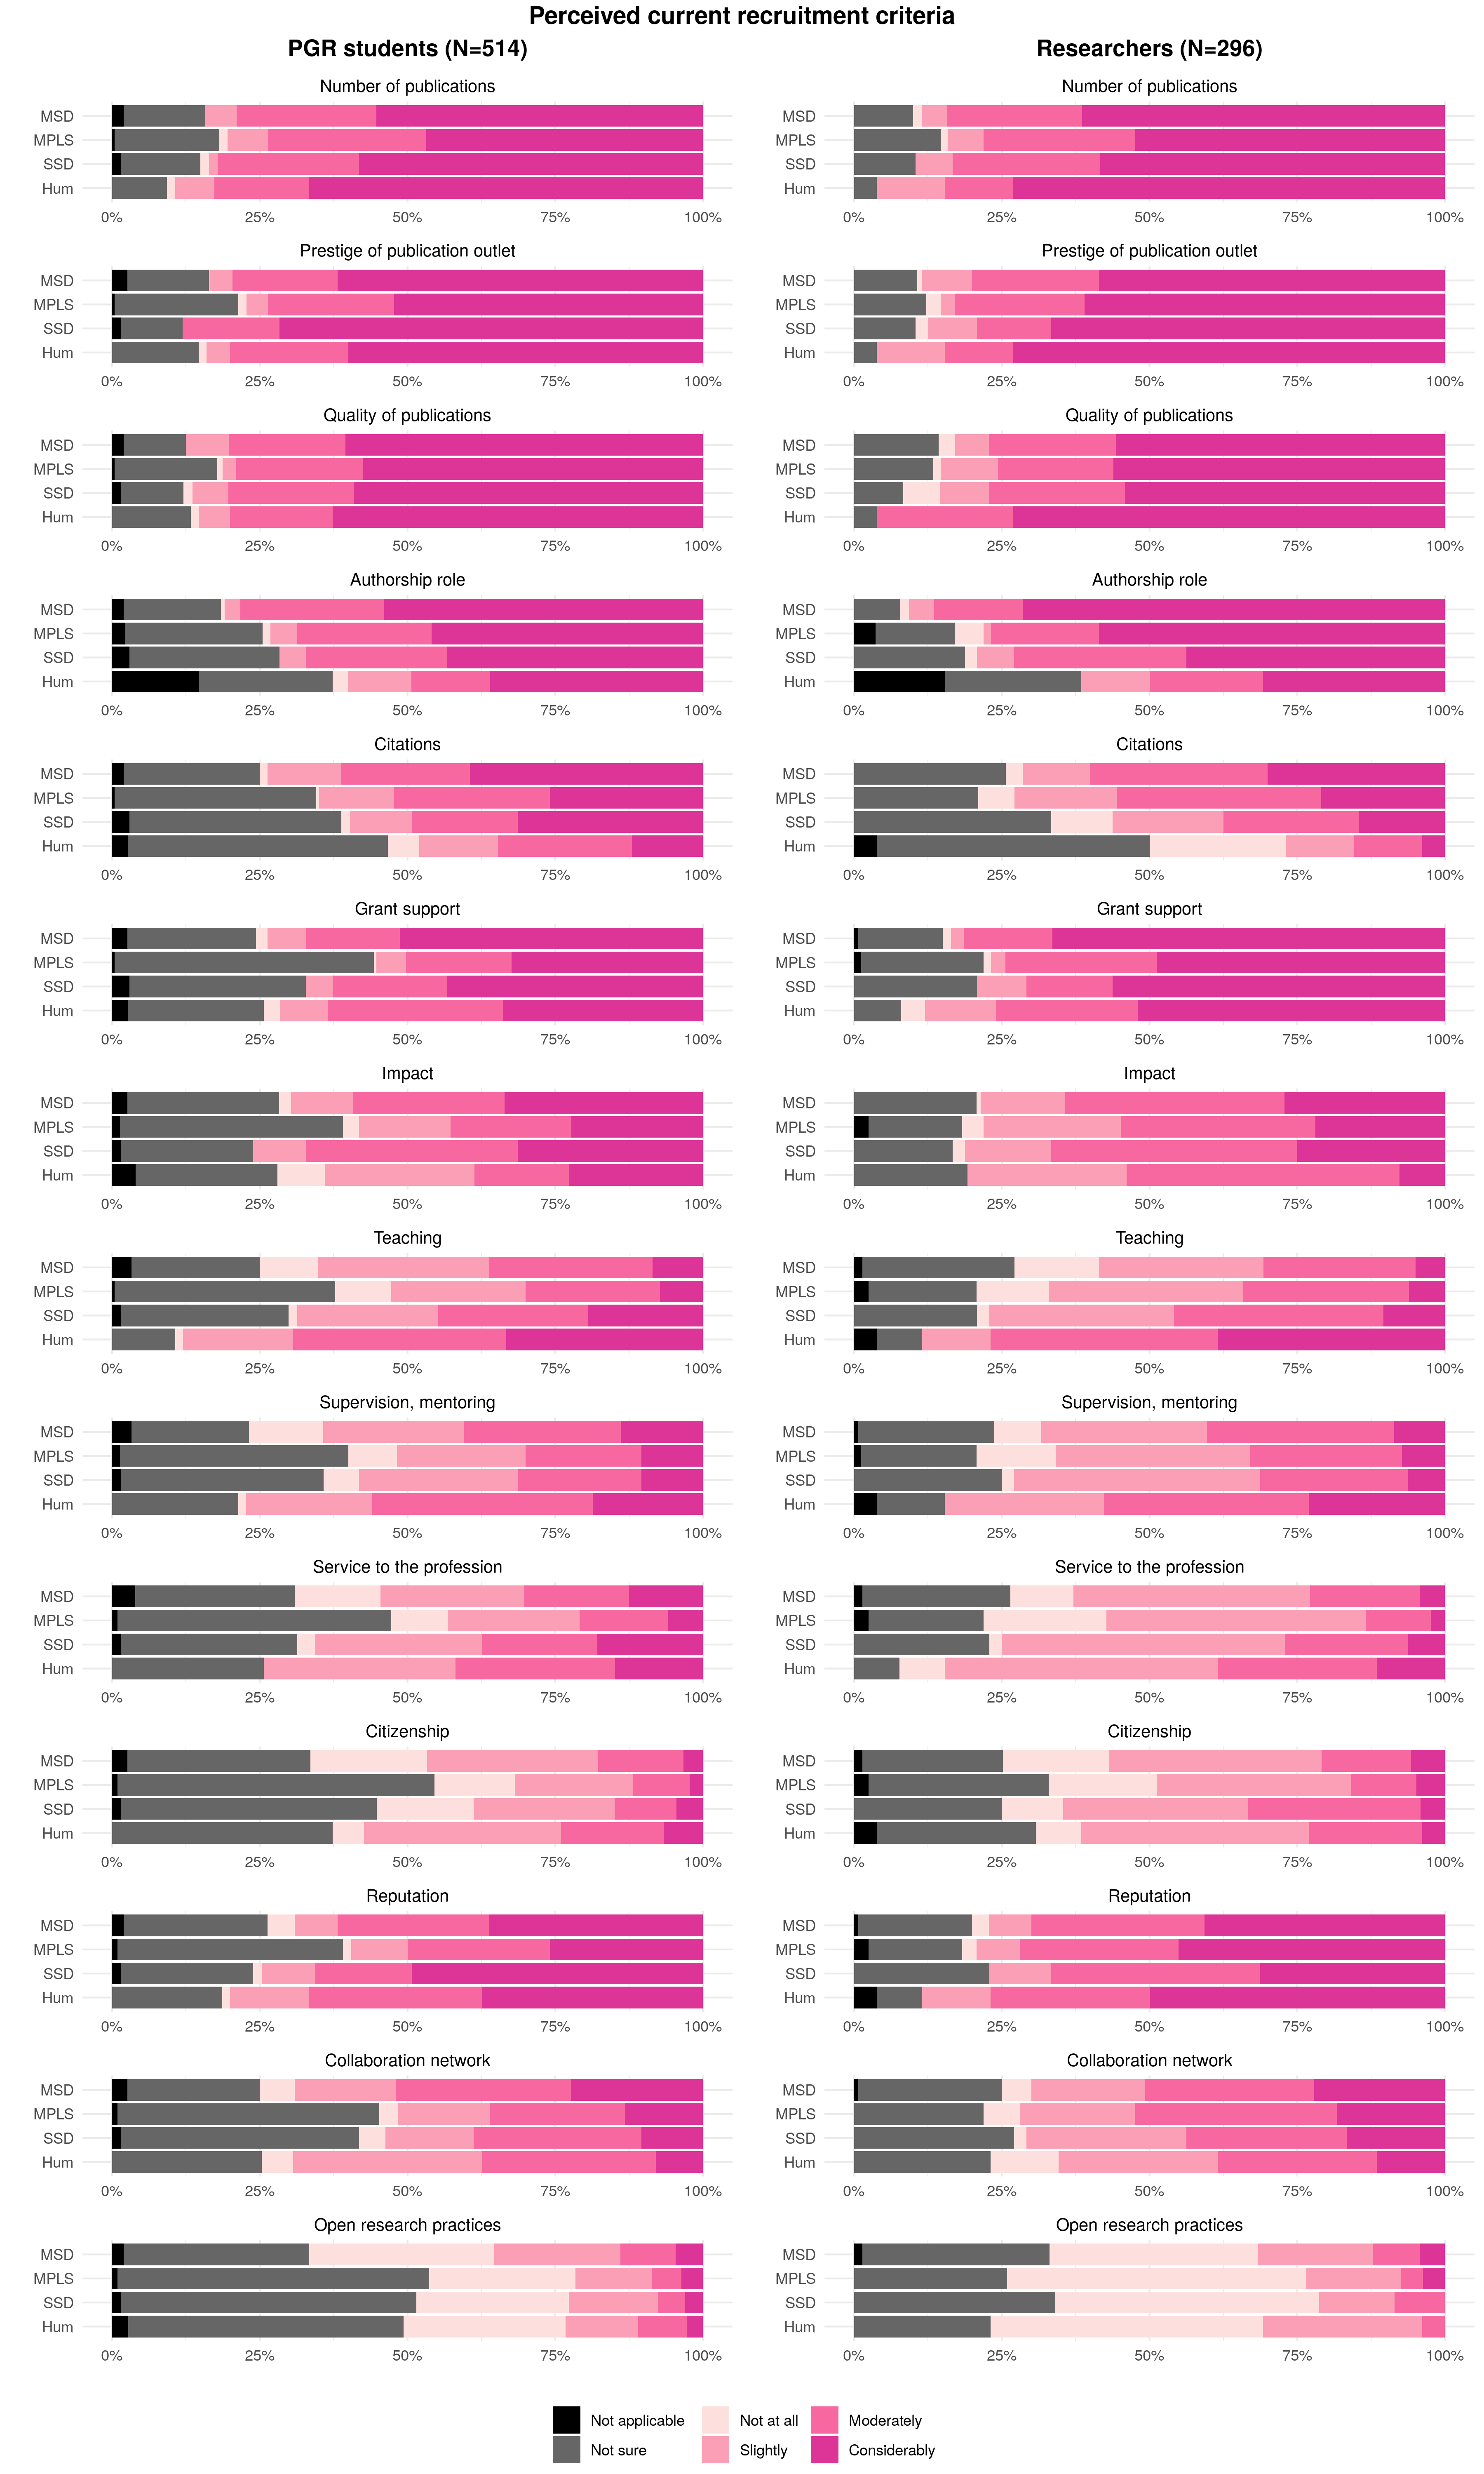 Perceived current recruitment criteria
PGR students (N=514) Researchers (N=296)
Number of publications Number of publications
MSD MSD
MPLS MPLS
SSD SSD
Hum Hum
0% 25% 50% 75% 100% 0% 25% 50% 75% 100%
Prestige of publication outlet Prestige of publication outlet
MSD MSD
MPLS MPLS
SSD SSD
Hum Hum
0% 25% 50% 75% 100% 0% 25% 50% 75% 100%
Quality of publications Quality of publications
MSD MSD
MPLS MPLS
SSD SSD
Hum Hum
0% 25% 50% 75% 100% 0% 25% 50% 75% 100%
Authorship role Authorship role
MSD MSD
MPLS MPLS
SSD SSD
Hum Hum
0% 25% 50% 75% 100% 0% 25% 50% 75% 100%
Citations Citations
MSD MSD
MPLS MPLS
SSD SSD
Hum Hum
0% 25% 50% 75% 100% 0% 25% 50% 75% 100%
Grant support Grant support
MSD MSD
MPLS MPLS
SSD SSD
Hum Hum
0% 25% 50% 75% 100% 0% 25% 50% 75% 100%
Impact Impact
MSD MSD
MPLS MPLS
SSD SSD
Hum Hum
0% 25% 50% 75% 100% 0% 25% 50% 75% 100%
Teaching Teaching
MSD MSD
MPLS MPLS
SSD SSD
Hum Hum
0% 25% 50% 75% 100% 0% 25% 50% 75% 100%
Supervision, mentoring Supervision, mentoring
MSD MSD
MPLS MPLS
SSD SSD
Hum Hum
0% 25% 50% 75% 100% 0% 25% 50% 75% 100%
Service to the profession Service to the profession
MSD MSD
MPLS MPLS
SSD SSD
Hum Hum
0% 25% 50% 75% 100% 0% 25% 50% 75% 100%
Citizenship Citizenship
MSD MSD
MPLS MPLS
SSD SSD
Hum Hum
0% 25% 50% 75% 100% 0% 25% 50% 75% 100%
Reputation Reputation
MSD MSD
MPLS MPLS
SSD SSD
Hum Hum
0% 25% 50% 75% 100% 0% 25% 50% 75% 100%
Collaboration network Collaboration network
MSD MSD
MPLS MPLS
SSD SSD
Hum Hum
0% 25% 50% 75% 100% 0% 25% 50% 75% 100%
Open research practices Open research practices
MSD MSD
MPLS MPLS
SSD SSD
Hum Hum
0% 25% 50% 75% 100% 0% 25% 50% 75% 100%
Not applicable Not at all Moderately
Not sure Slightly Considerably